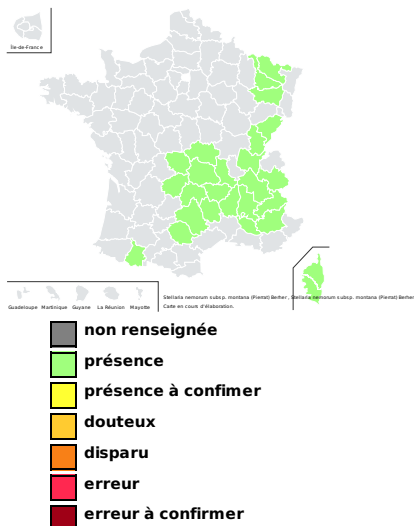 Île-de-France
Guadeloupe Martinique Guyane La Réunion Mayotte
Stellaria nemorum subsp. montana (Pierrat) Berher , Stellaria nemorum subsp. montana (Pierrat) Berher
Carte en cours d'élaboration.
non renseignée
présence
présence à confimer
douteux
disparu
erreur
erreur à confirmer